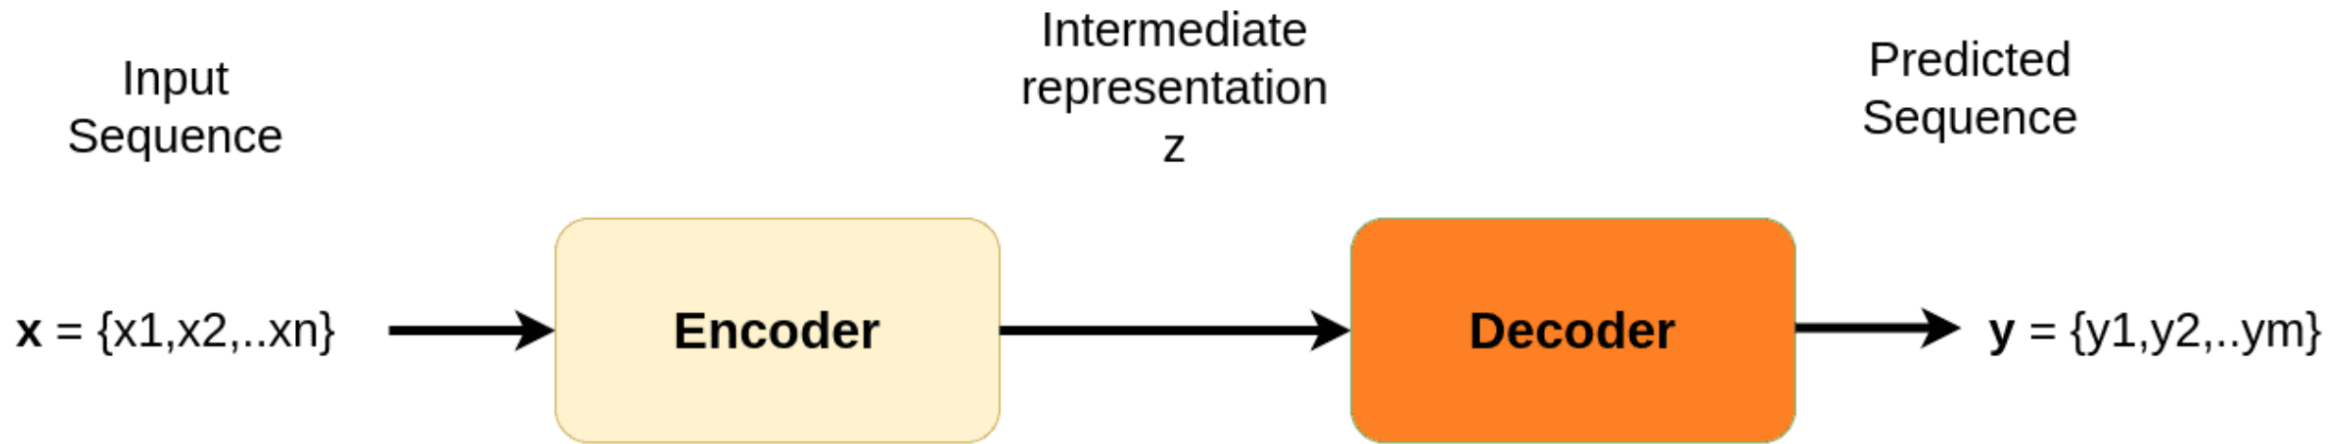 Input
Sequence
Intermediate
representation
z
Predicted
Sequence
x = {x1,x2,..xn}
Encoder
Decoder
y = {y1,y2,..ym}